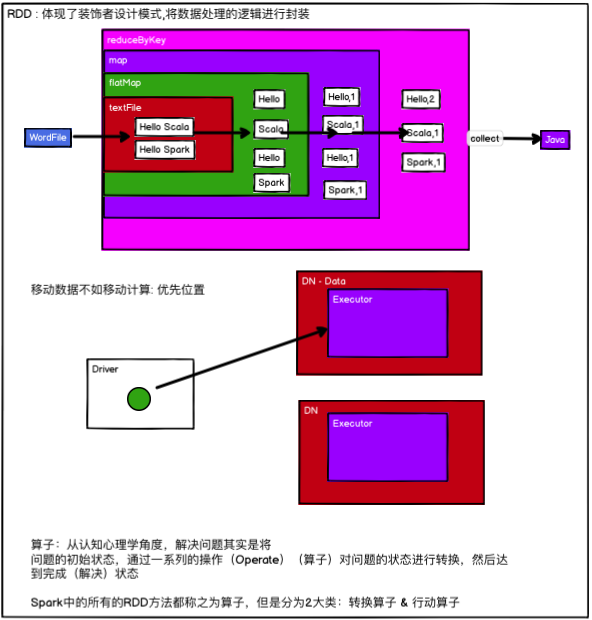 RDD : 体现了装饰者设计模式,将数据处理的逻辑进行封装
reduceByKey
map
flatMap
textFile
WordFile
Hello Scala
Hello Spark
Hello
Scala
Hello
Spark
Hello,1
Scala,1
Hello,1
Spark,1
Hello,2
Scala,1
Spark,1
collect
Java
移动数据不如移动计算: 优先位置
DN - Data
Executor
Driver
DN
Executor
算子：从认知心理学角度，解决问题其实是将
问题的初始状态，通过一系列的操作（Operate）（算子）对问题的状态进行转换，然后达
到完成（解决）状态
Spark中的所有的RDD方法都称之为算子，但是分为2大类：转换算子 & 行动算子